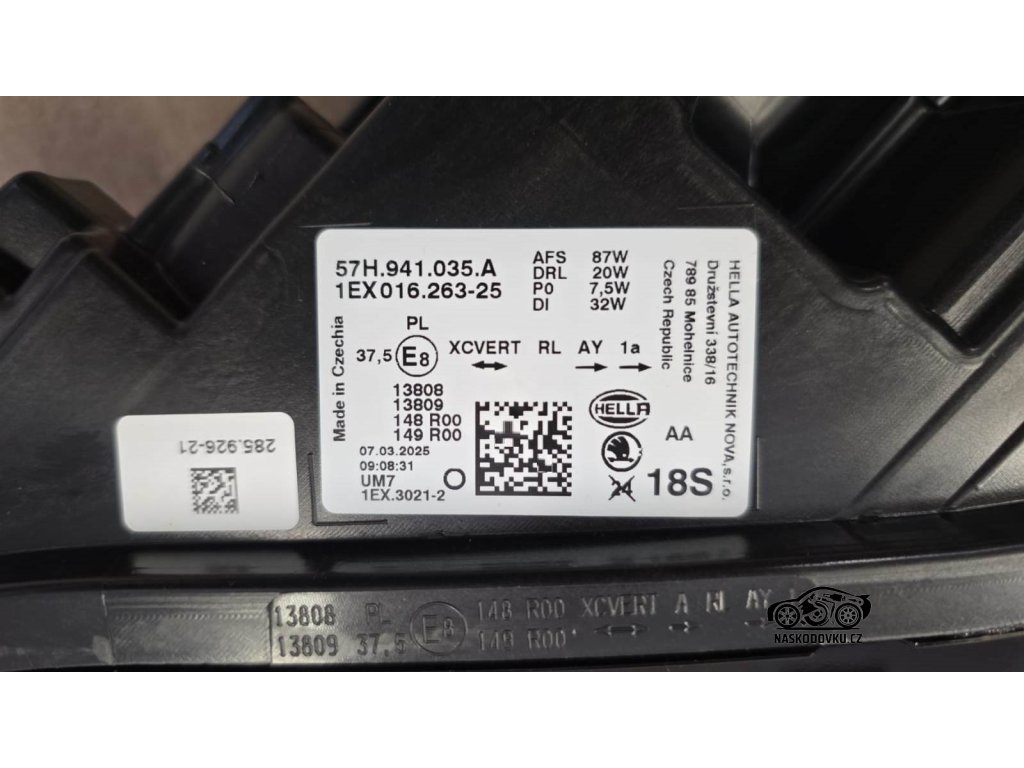 57H.941.035.A
1EX016.263-25
AFS 87W
DRL 20W
P0 7,5W
DI 32W
HELLA AUTOTECHNIK NOVA,s.r.o.
Družstevní 338/16
789 85 Mohelnice
Czech Republic
Made in Czechia
PL
37,5 E8 XCVERT RL AY 1a
13808
13809
148 R00
149 R00
07.03.2025
09:08:31
UM7
1EX.3021-2
HELLA
AA
18S
285.926-21
13808 PL E8 148 R00 XCVERT A RL AY
13809 37,5 149 R00
NASKODOVKU.CZ